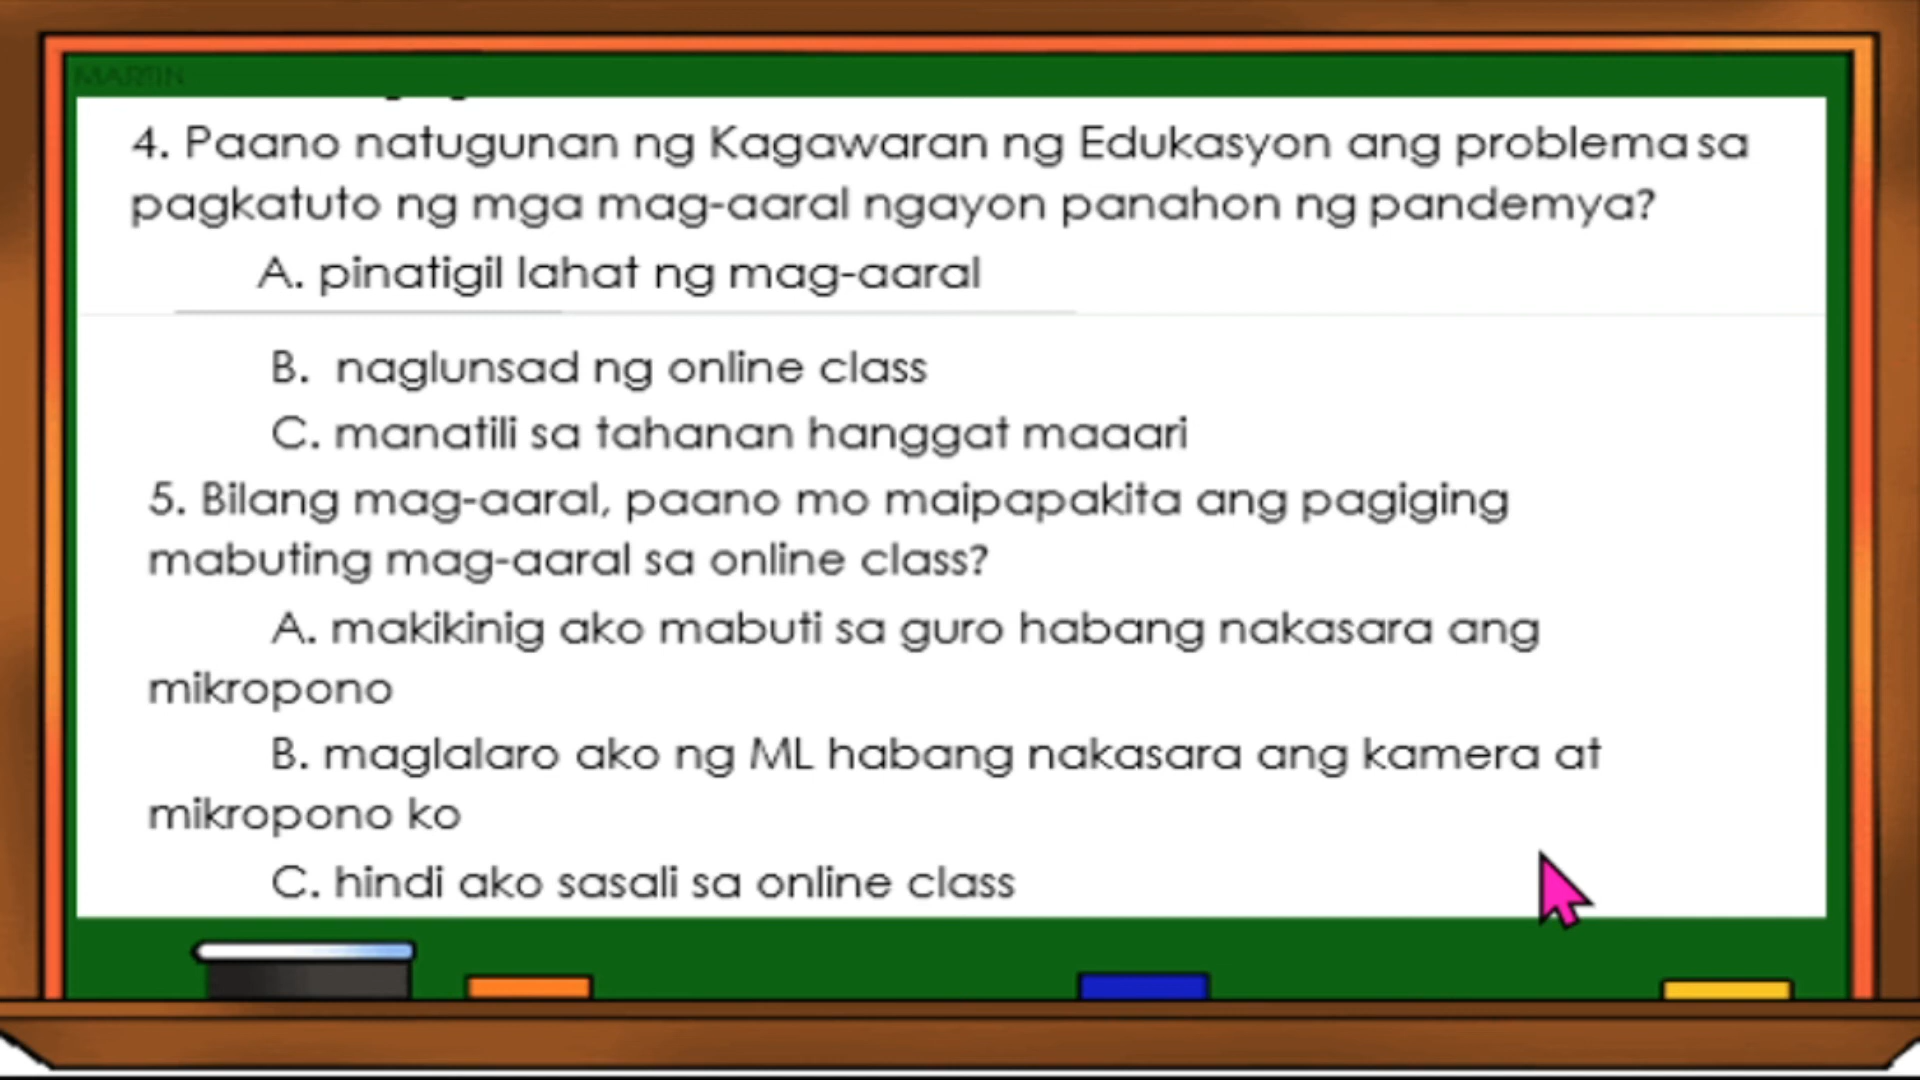 MARTIN
4. Paano natugunan ng Kagawaran ng Edukasyon ang problema sa
pagkatuto ng mga mag-aaral ngayon panahon ng pandemya?
A. pinatigil lahat ng mag-aaral
B. naglunsad ng online class
C. manatili sa tahanan hanggat maaari
5. Bilang mag-aaral, paano mo maipapakita ang pagiging
mabuting mag-aaral sa online class?
A. makikinig ako mabuti sa guro habang nakasara ang
mikropono
B. maglalaro ako ng ML habang nakasara ang kamera at
mikropono ko
C. hindi ako sasali sa online class